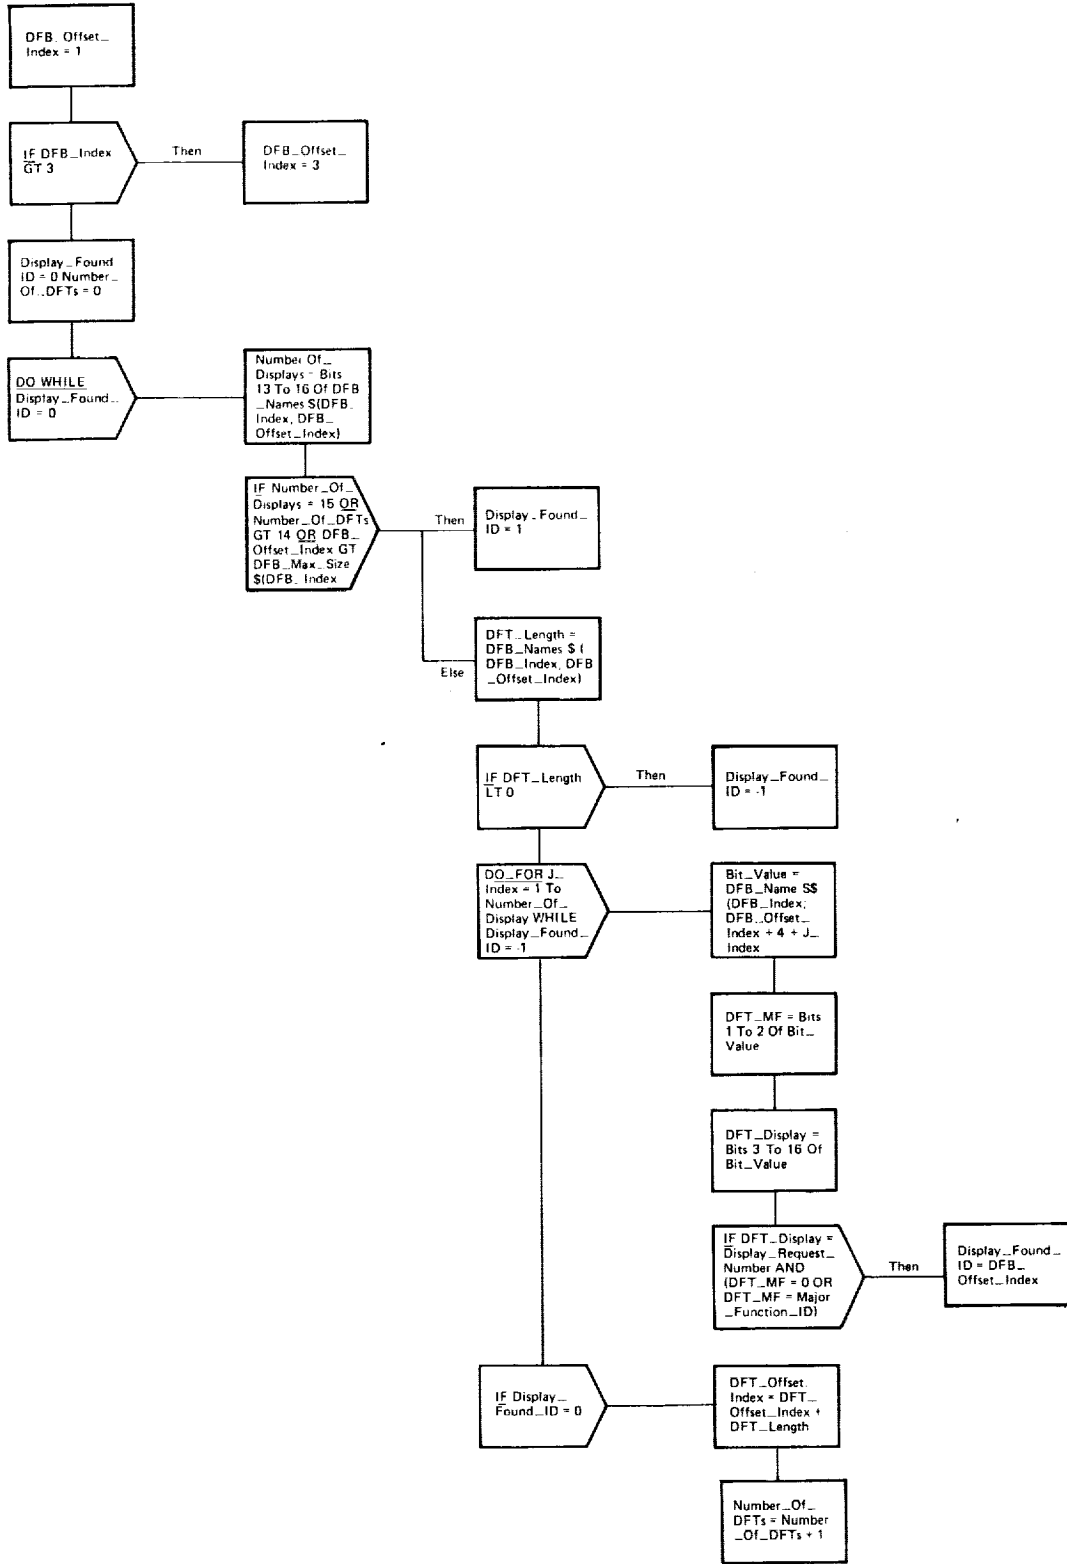 DFB_Offset_
Index = 1
IF DFB_Index
GT 3
Then
DFB_Offset_
Index = 3
Display_Found
ID = 0 Number_
Of_DFTs = 0
DO WHILE
Display_Found_
ID = 0
Number Of_
Displays = Bits
13 To 16 Of DFB
_Names S(DFB_
Index, DFB_
Offset_Index)
IF Number_Of_
Displays = 15 OR
Number_Of_DFTs
GT 14 OR DFB_
Offset_Index GT
DFB_Max_Size
$(DFB_Index
Then
Display_Found_
ID = 1
Else
DFT_Length =
DFB_Names $ (
DFB_Index, DFB
_Offset_Index)
IF DFT_Length
LT 0
Then
Display_Found_
ID = -1
DO_FOR J_
Index = 1 To
Number_Of_
Display WHILE
Display_Found_
ID = -1
Bit_Value =
DFB_Name S$
(DFB_Index;
DFB_Offset_
Index + 4 + J_
Index
DFT_MF = Bits
1 To 2 Of Bit_
Value
DFT_Display =
Bits 3 To 16 Of
Bit_Value
IF DFT_Display =
Display_Request_
Number AND
(DFT_MF = 0 OR
DFT_MF = Major
_Function_ID)
Then
Display_Found_
ID = DFB_
Offset_Index
IF Display_
Found_ID = 0
DFT_Offset
Index = DFT_
Offset_Index +
DFT_Length
Number_Of_
DFTs = Number
_Of_DFTs + 1